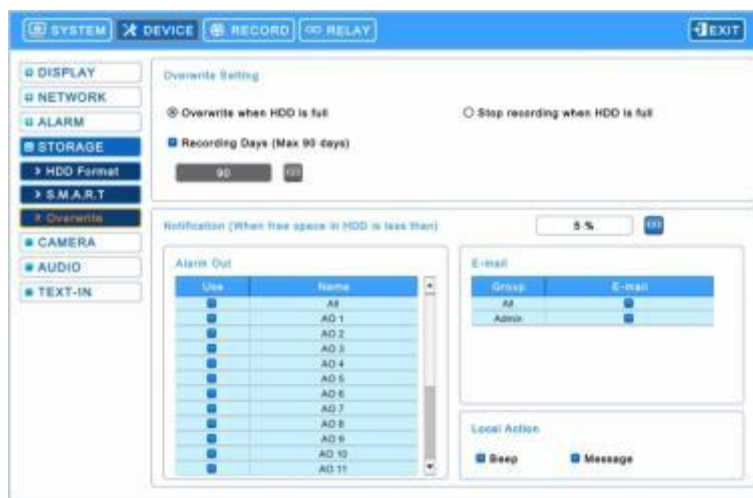 SYSTEM DEVICE RECORD RELAY EXIT
DISPLAY
NETWORK
ALARM
STORAGE
HDD Format
S.M.A.R.T
Overwrite
CAMERA
AUDIO
TEXT-IN
Overwrite Setting
Overwrite when HDD is full Stop recording when HDD is full
Recording Days (Max 90 days)
90
Notification (When free space in HDD is less than) 5 %
Alarm Out
Use Name
All
AO 1
AO 2
AO 3
AO 4
AO 5
AO 6
AO 7
AO 8
AO 9
AO 10
AO 11
E-mail
Group E-mail
All
Admin
Local Action
Beep Message